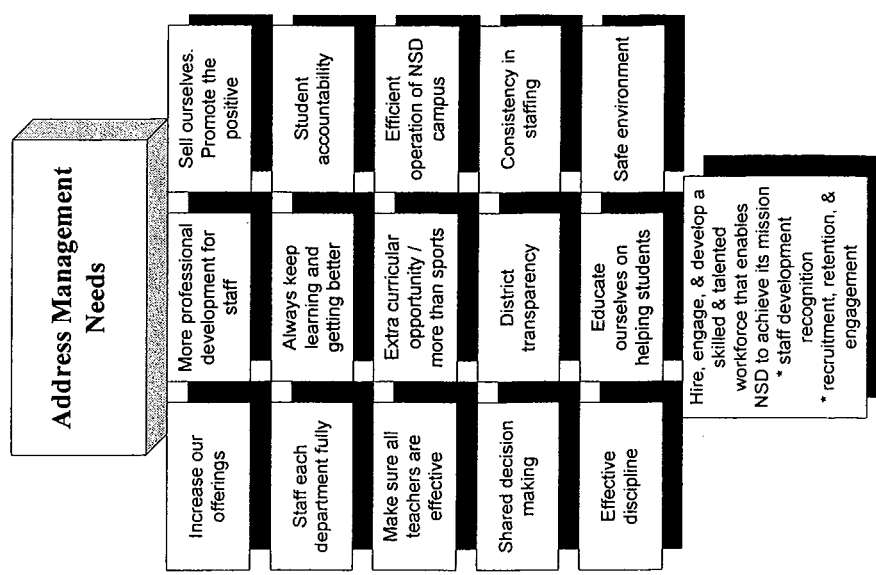 Address Management
Needs
Increase our
offerings
More professional
development for
staff
Sell ourselves.
Promote the
positive
Staff each
department fully
Always keep
learning and
getting better
Student
accountability
Make sure all
teachers are
effective
Extra curricular
opportunity /
more than sports
Efficient
operation of NSD
campus
Shared decision
making
District
transparency
Consistency in
staffing
Effective
discipline
Educate
ourselves on
helping students
Safe environment
Hire, engage, & develop a
skilled & talented
workforce that enables
NSD to achieve its mission
* staff development
recognition
* recruitment, retention, &
engagement